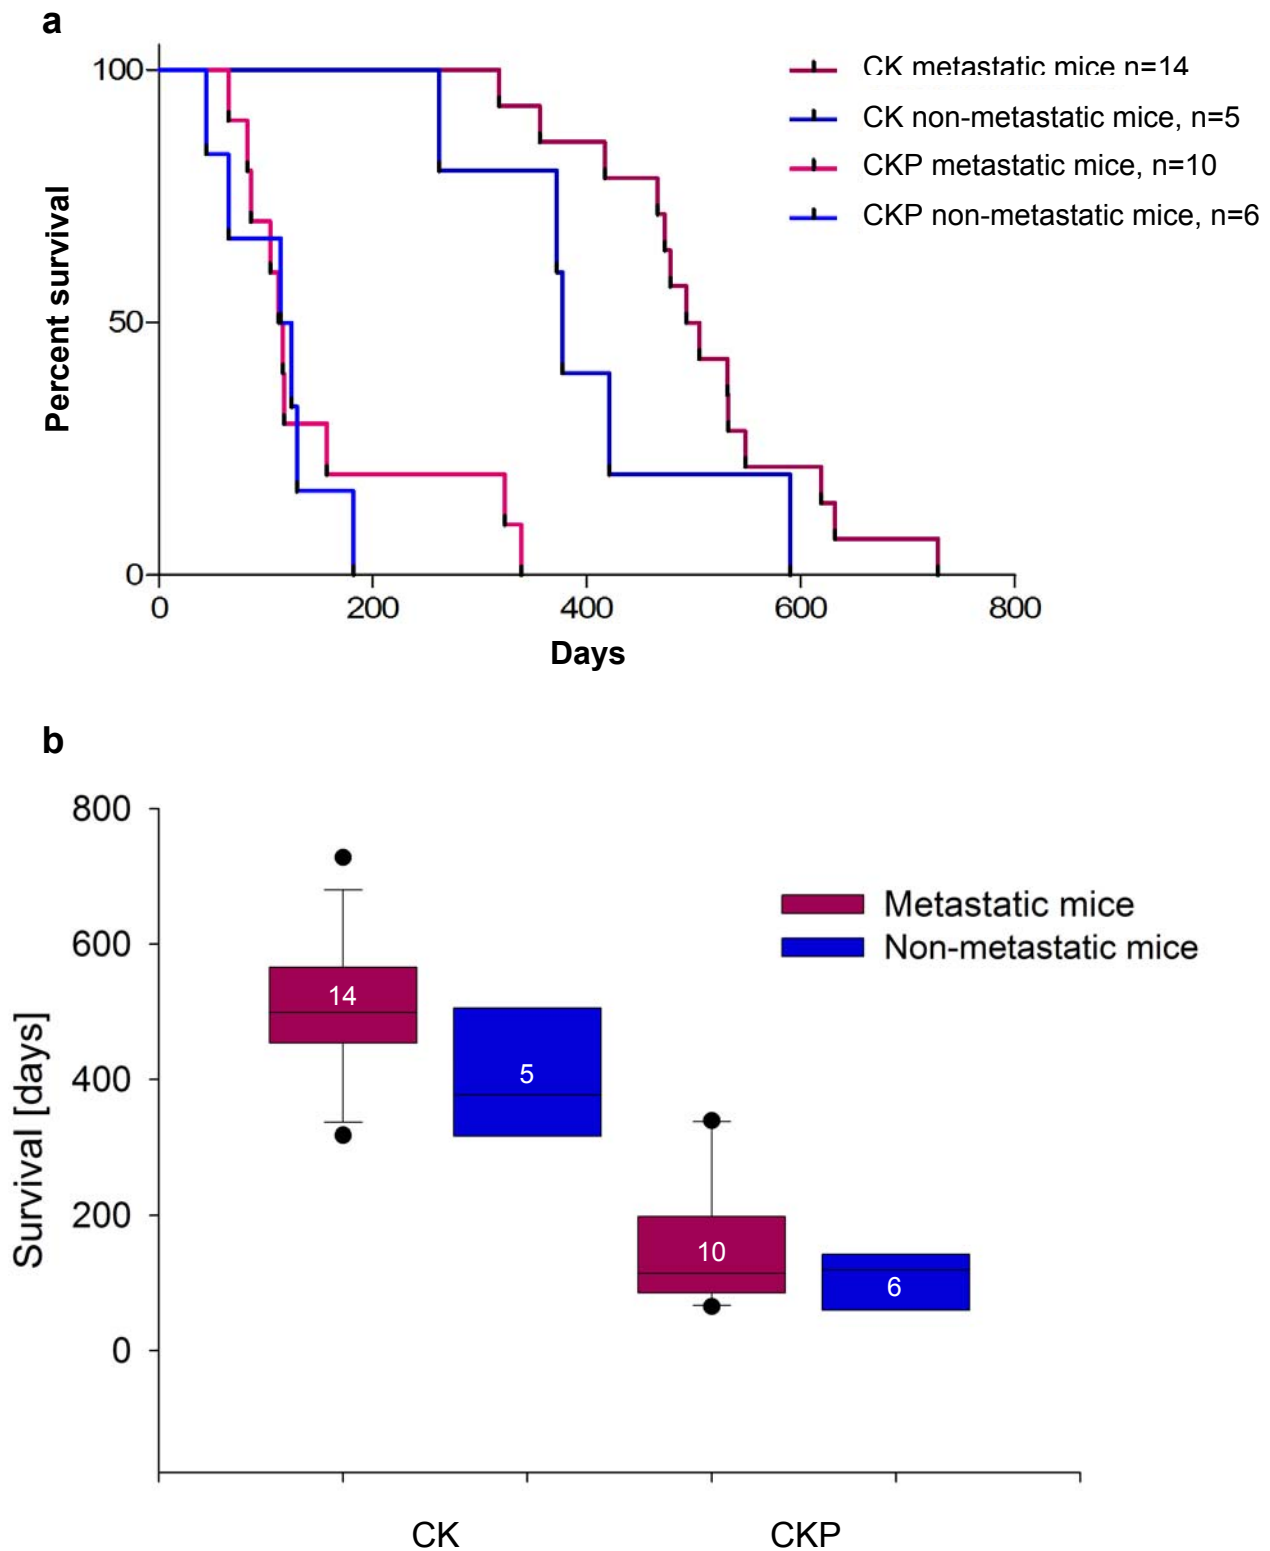 a
100
50
0
Percent survival
0 200 400 600 800
Days
CK metastatic mice n=14
CK non-metastatic mice, n=5
CKP metastatic mice, n=10
CKP non-metastatic mice, n=6
b
800
600
400
200
0
Survival [days]
Metastatic mice
Non-metastatic mice
14
5
10
6
CK CKP